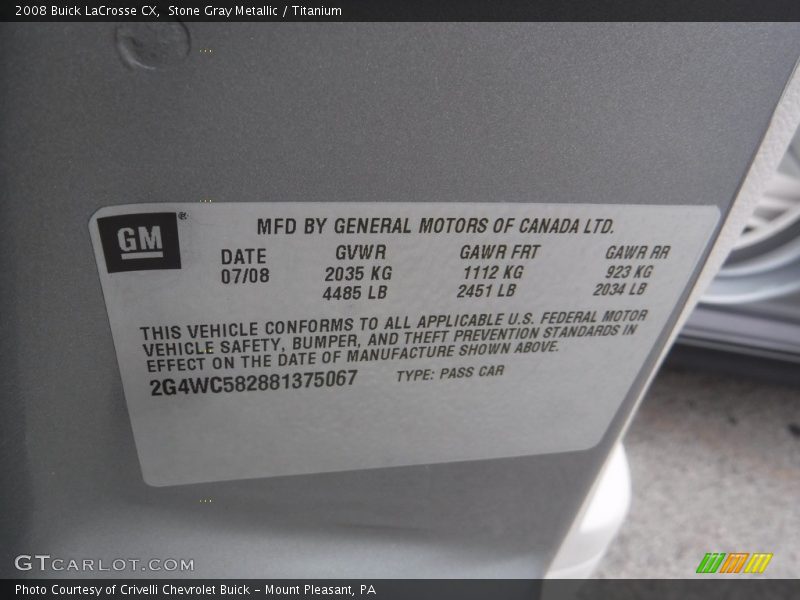 2008 Buick LaCrosse CX,  Stone Gray Metallic / Titanium
GM®
MFD BY GENERAL MOTORS OF CANADA LTD.
DATE GVWR GAWR FRT GAWR RR
07/08 2035 KG 1112 KG 923 KG
4485 LB 2451 LB 2034 LB
THIS VEHICLE CONFORMS TO ALL APPLICABLE U.S. FEDERAL MOTOR
VEHICLE SAFETY, BUMPER, AND THEFT PREVENTION STANDARDS IN
EFFECT ON THE DATE OF MANUFACTURE SHOWN ABOVE.
2G4WC582881375067 TYPE: PASS CAR
GTCARLOT.COM
Photo Courtesy of Crivelli Chevrolet Buick – Mount Pleasant, PA